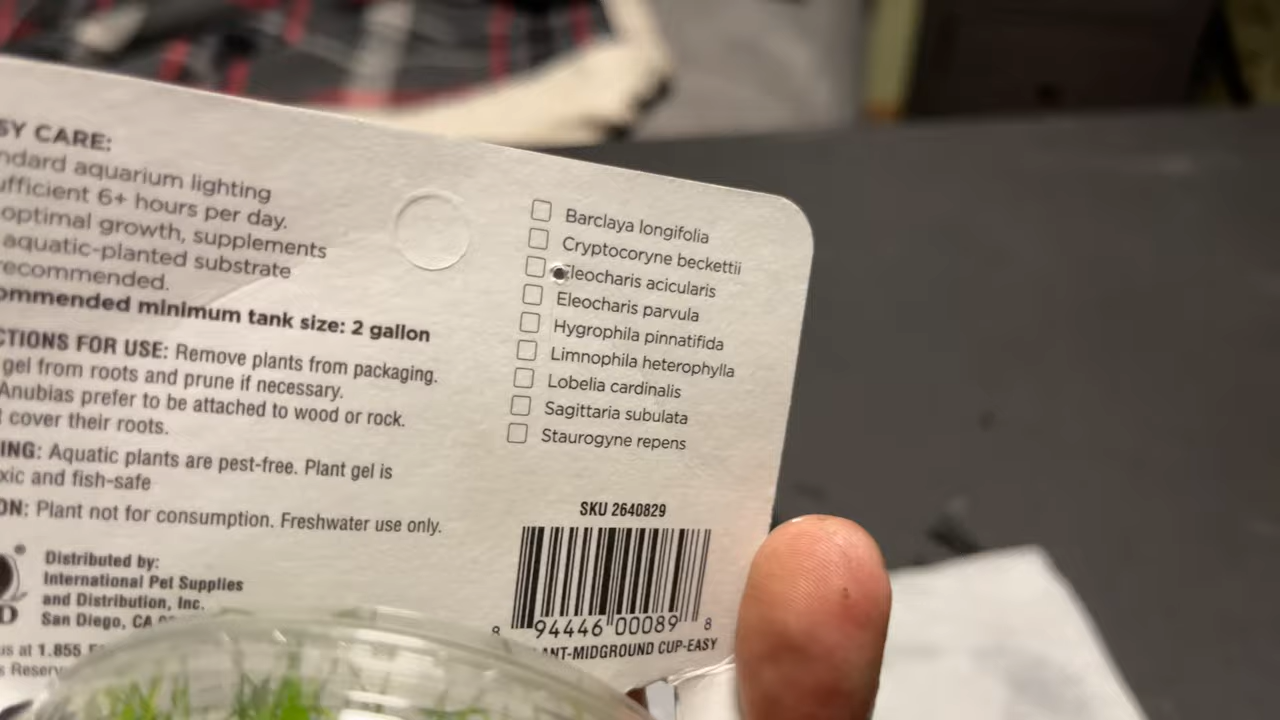 SY CARE:
ndard aquarium lighting
ufficient 6+ hours per day.
optimal growth, supplements
aquatic-planted substrate
recommended.
ommended minimum tank size: 2 gallon
CTIONS FOR USE: Remove plants from packaging.
gel from roots and prune if necessary.
Anubias prefer to be attached to wood or rock.
t cover their roots.
ING: Aquatic plants are pest-free. Plant gel is
xic and fish-safe
ON: Plant not for consumption. Freshwater use only.
®
D
Distributed by:
International Pet Supplies
and Distribution, Inc.
San Diego, CA
us at 1.855
s Reserv
Barclaya longifolia
Cryptocoryne beckettii
Eleocharis acicularis
Eleocharis parvula
Hygrophila pinnatifida
Limnophila heterophylla
Lobelia cardinalis
Sagittaria subulata
Staurogyne repens
SKU 2640829
8 94446 00089 8
ANT-MIDGROUND CUP-EASY